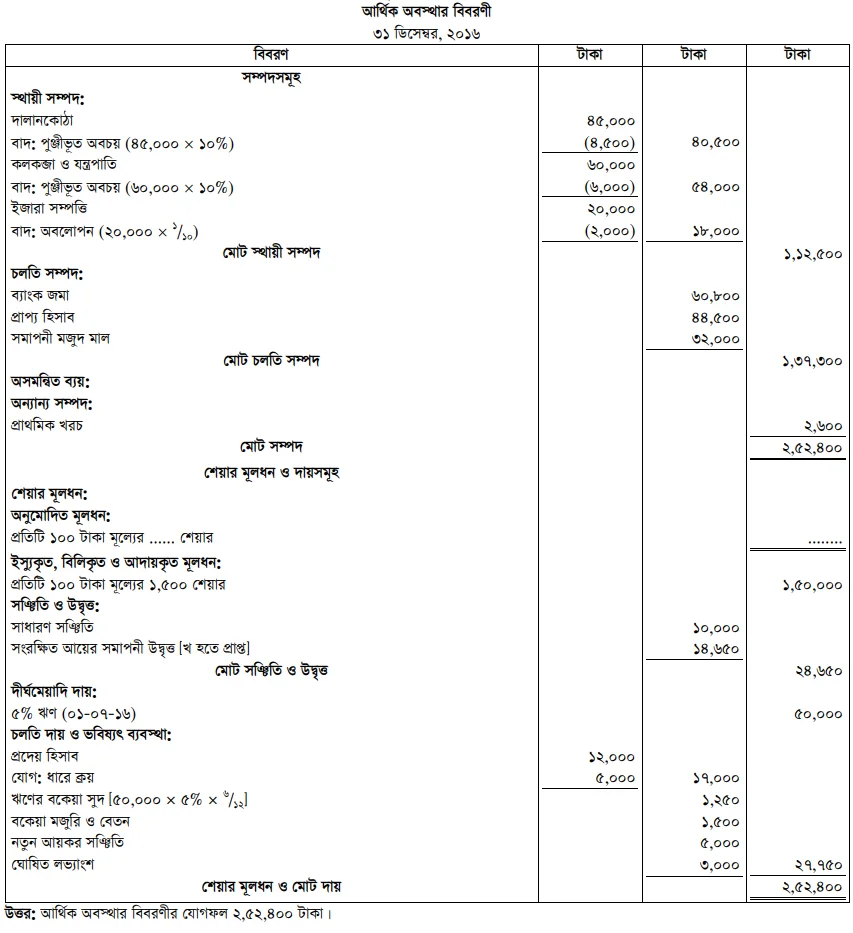 আর্থিক অবস্থার বিবরণী
৩১ ডিসেম্বর, ২০১৬
বিবরণ টাকা টাকা টাকা
সম্পদসমূহ
স্থায়ী সম্পদ:
দালানকোঠা ৪৫,০০০
বাদ: পুঞ্জীভূত অবচয় (৪৫,০০০ × ১০%) (৪,৫০০) ৪০,৫০০
কলকব্জা ও যন্ত্রপাতি ৬০,০০০
বাদ: পুঞ্জীভূত অবচয় (৬০,০০০ × ১০%) (৬,০০০) ৫৪,০০০
ইজারা সম্পত্তি ২০,০০০
বাদ: অবলোপন (২০,০০০ × ১/১০) (২,০০০) ১৮,০০০
মোট স্থায়ী সম্পদ ১,১২,৫০০
চলতি সম্পদ:
ব্যাংক জমা ৬০,৮০০
প্রাপ্য হিসাব ৪৪,৫০০
সমাপনী মজুদ মাল ৩২,০০০
মোট চলতি সম্পদ ১,৩৭,৩০০
অসমন্বিত ব্যয়:
অন্যান্য সম্পদ:
প্রাথমিক খরচ ২,৬০০
মোট সম্পদ ২,৫২,৪০০
শেয়ার মূলধন ও দায়সমূহ
শেয়ার মূলধন:
অনুমোদিত মূলধন:
প্রতিটি ১০০ টাকা মূল্যের ...... শেয়ার ........
ইস্যুকৃত, বিলিকৃত ও আদায়কৃত মূলধন:
প্রতিটি ১০০ টাকা মূল্যের ১,৫০০ শেয়ার ১,৫০,০০০
সঞ্চিতি ও উদ্বৃত্ত:
সাধারণ সঞ্চিতি ১০,০০০
সংরক্ষিত আয়ের সমাপনী উদ্বৃত্ত [খ হতে প্রাপ্ত] ১৪,৬৫০
মোট সঞ্চিতি ও উদ্বৃত্ত ২৪,৬৫০
দীর্ঘমেয়াদি দায়:
৫% ঋণ (০১-০৭-১৬) ৫০,০০০
চলতি দায় ও ভবিষ্যৎ ব্যবস্থা:
প্রদেয় হিসাব ১২,০০০
যোগ: ধারে ক্রয় ৫,০০০ ১৭,০০০
ঋণের বকেয়া সুদ [৫০,০০০ × ৫% × ৬/১২] ১,২৫০
বকেয়া মজুরি ও বেতন ১,৫০০
নতুন আয়কর সঞ্চিতি ৫,০০০
ঘোষিত লভ্যাংশ ৩,০০০ ২৭,৭৫০
শেয়ার মূলধন ও মোট দায় ২,৫২,৪০০
উত্তর: আর্থিক অবস্থার বিবরণীর যোগফল ২,৫২,৪০০ টাকা।